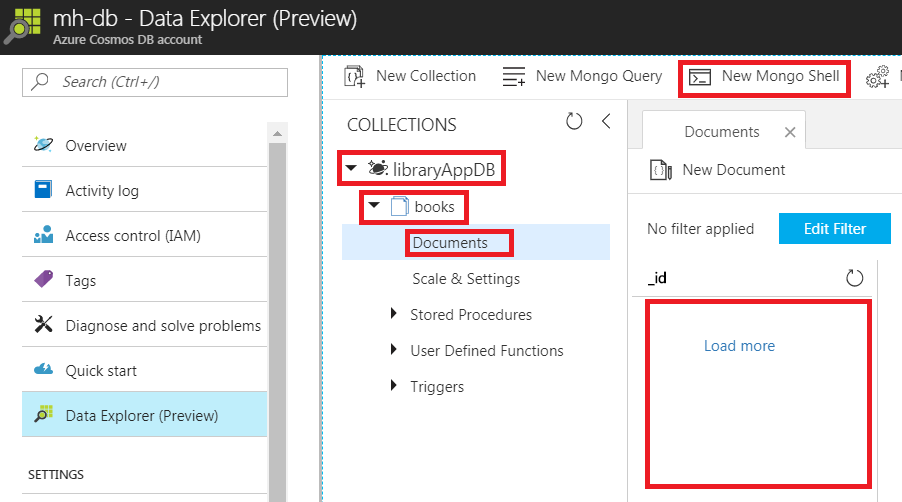 mh-db - Data Explorer (Preview)
Azure Cosmos DB account
Search (Ctrl+/)
Overview
Activity log
Access control (IAM)
Tags
Diagnose and solve problems
Quick start
Data Explorer (Preview)
SETTINGS
New Collection
New Mongo Query
New Mongo Shell
COLLECTIONS
libraryAppDB
books
Documents
Scale & Settings
Stored Procedures
User Defined Functions
Triggers
Documents
New Document
No filter applied
Edit Filter
_id
Load more